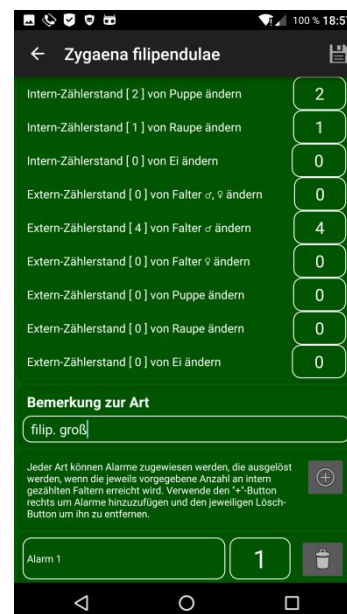 100 % 18:57
Zygaena filipendulae
Intern-Zählerstand [ 2 ] von Puppe ändern 2
Intern-Zählerstand [ 1 ] von Raupe ändern 1
Intern-Zählerstand [ 0 ] von Ei ändern 0
Extern-Zählerstand [ 0 ] von Falter ♂, ♀ ändern 0
Extern-Zählerstand [ 4 ] von Falter ♂ ändern 4
Extern-Zählerstand [ 0 ] von Falter ♀ ändern 0
Extern-Zählerstand [ 0 ] von Puppe ändern 0
Extern-Zählerstand [ 0 ] von Raupe ändern 0
Extern-Zählerstand [ 0 ] von Ei ändern 0
Bemerkung zur Art
filip. groß
Jeder Art können Alarme zugewiesen werden, die ausgelöst
werden, wenn die jeweils vorgegebene Anzahl an intern
gezählten Faltern erreicht wird. Verwende den "+"-Button
rechts um Alarme hinzuzufügen und den jeweiligen Lösch-
Button um ihn zu entfernen.
Alarm 1 1